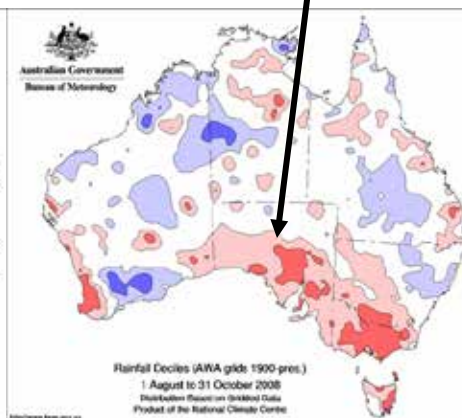 Australian Government
Bureau of Meteorology
Rainfall Deciles (AWA grids 1900-pres.)
1 August to 31 October 2008
Distribution Based on Gridded Data
Product of the National Climate Centre